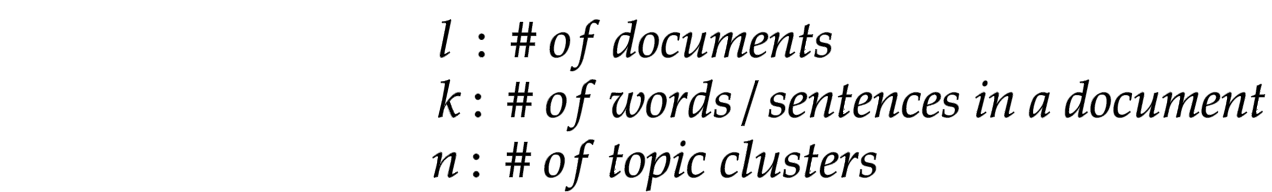 l : # of documents
k : # of words / sentences in a document
n : # of topic clusters